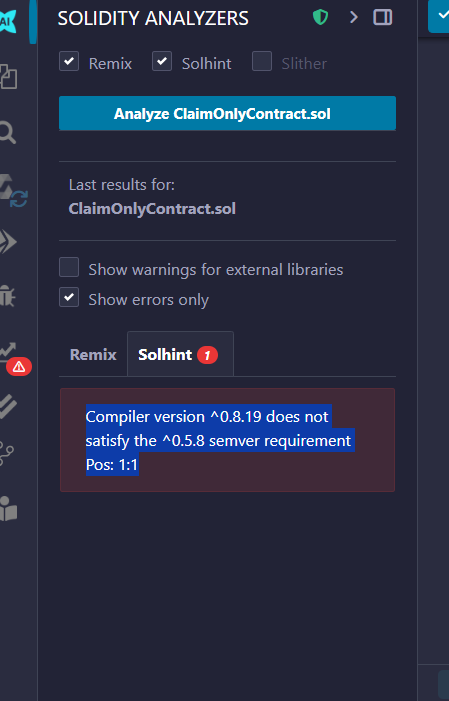 AI
SOLIDITY ANALYZERS
Remix
Solhint
Slither
Analyze ClaimOnlyContract.sol
Last results for:
ClaimOnlyContract.sol
Show warnings for external libraries
Show errors only
Remix
Solhint 1
Compiler version ^0.8.19 does not
satisfy the ^0.5.8 semver requirement
Pos: 1:1